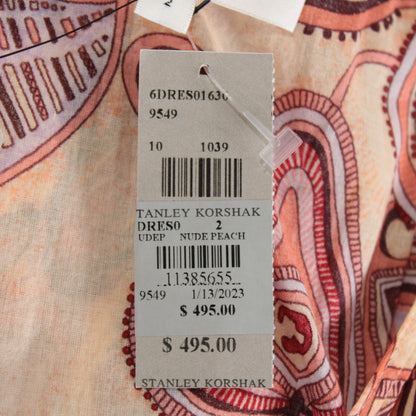 2
6DRES01630
9549
10 1039
STANLEY KORSHAK
DRES0 2
UDEP NUDE PEACH
11385655
9549 1/13/2023
$ 495.00
$ 495.00
STANLEY KORSHAK